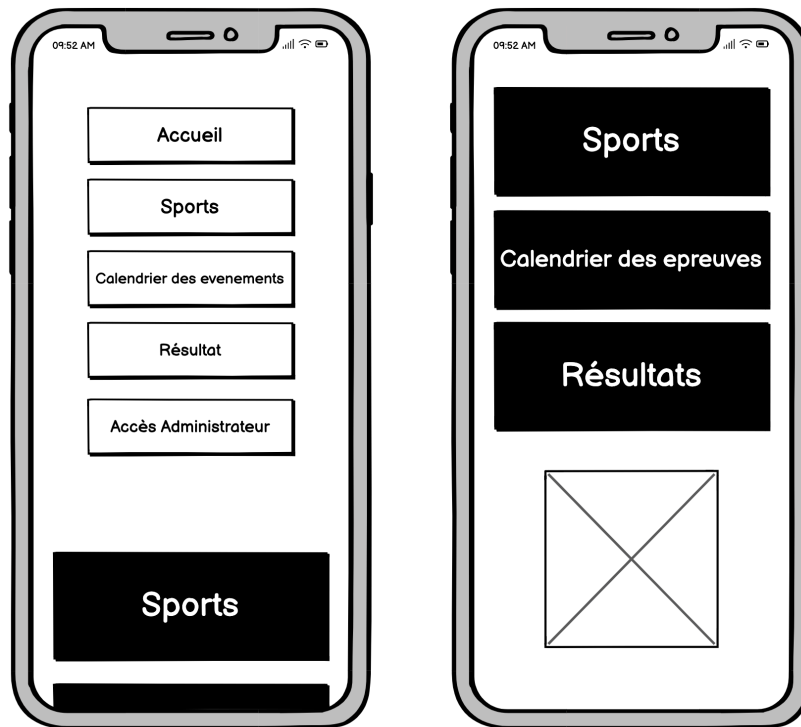 09:52 AM
Accueil
Sports
Calendrier des evenements
Résultat
Accès Administrateur
Sports
09:52 AM
Sports
Calendrier des epreuves
Résultats